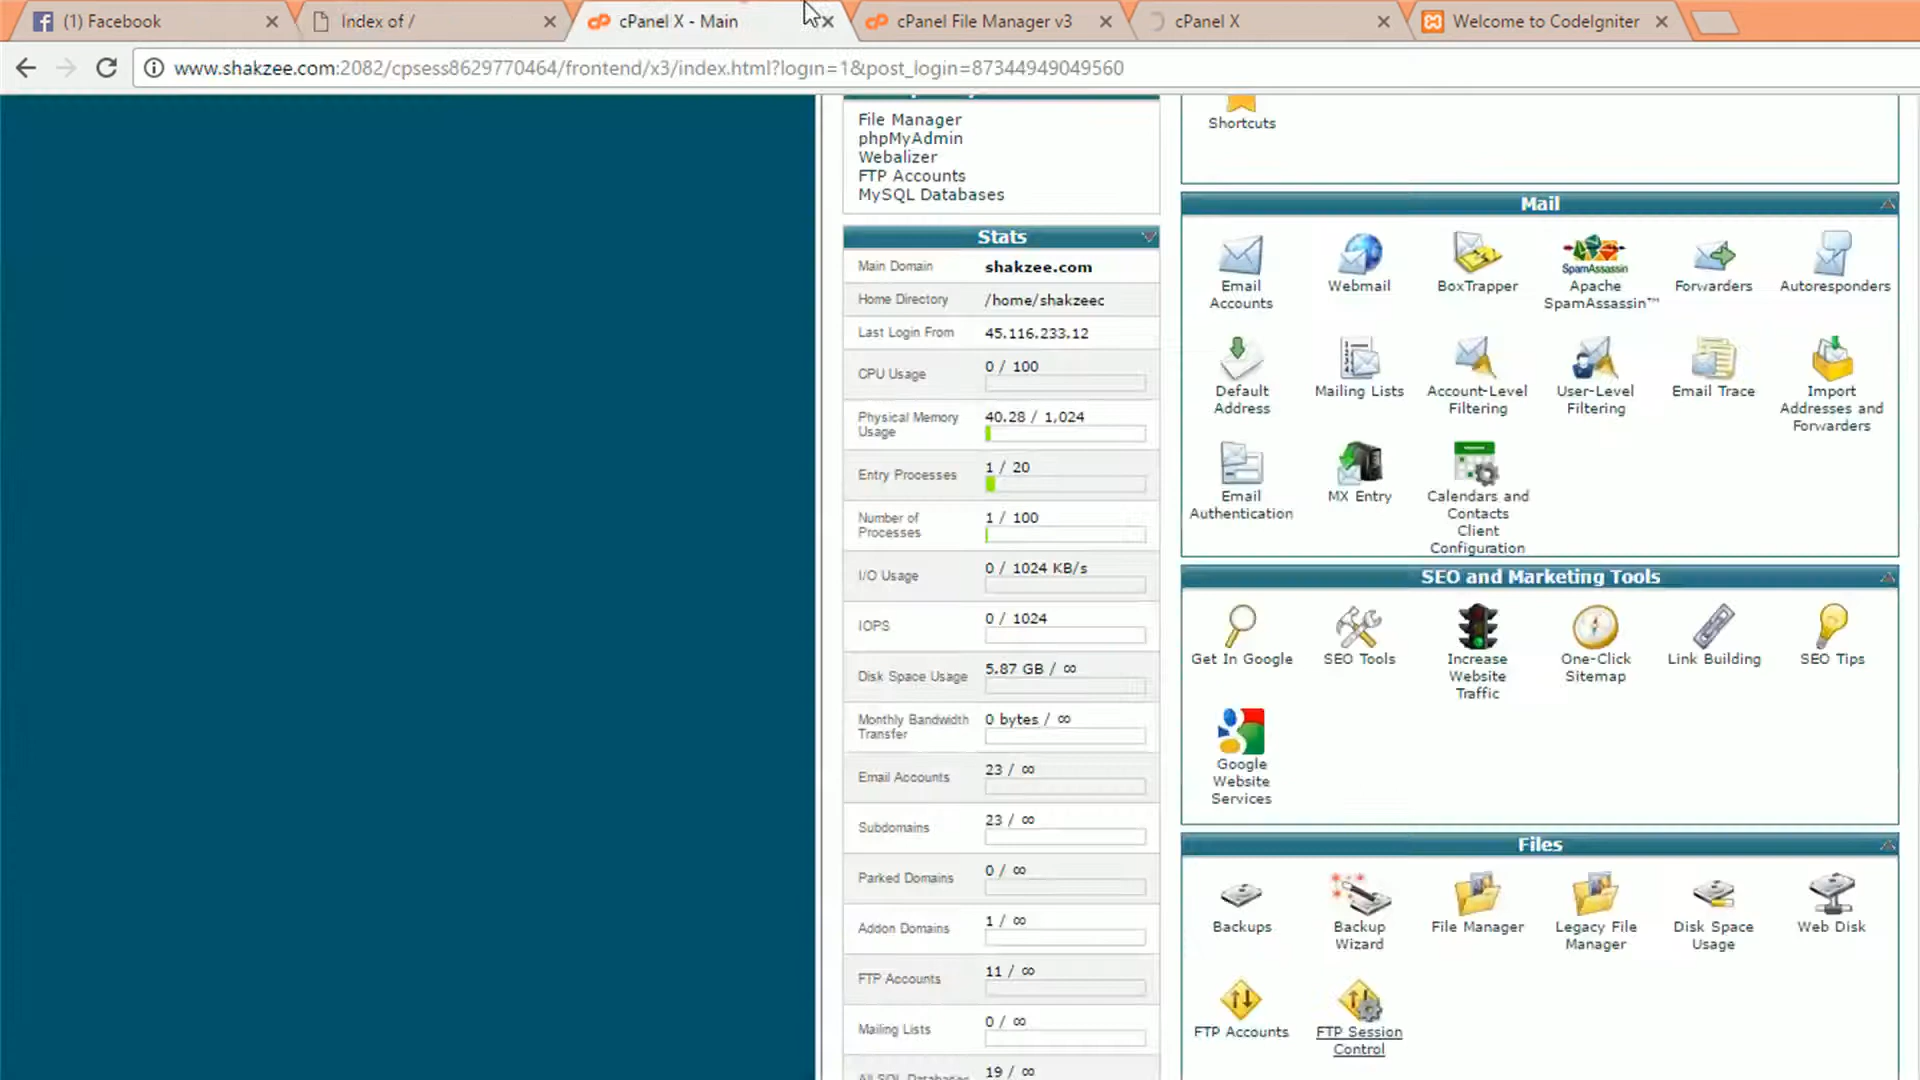 (1) Facebook
Index of /
cPanel X - Main
cPanel File Manager v3
cPanel X
Welcome to CodeIgniter
www.shakzee.com:2082/cpsess8629770464/frontend/x3/index.html?login=1&post_login=87344949049560
File Manager
phpMyAdmin
Webalizer
FTP Accounts
MySQL Databases
Stats
Main Domain shakzee.com
Home Directory /home/shakzeec
Last Login From 45.116.233.12
CPU Usage 0 / 100
Physical Memory
Usage
40.28 / 1,024
Entry Processes 1 / 20
Number of
Processes
1 / 100
I/O Usage 0 / 1024 KB/s
IOPS 0 / 1024
Disk Space Usage 5.87 GB / ∞
Monthly Bandwidth
Transfer
0 bytes / ∞
Email Accounts 23 / ∞
Subdomains 23 / ∞
Parked Domains 0 / ∞
Addon Domains 1 / ∞
FTP Accounts 11 / ∞
Mailing Lists 0 / ∞
All SQL Databases 19 / ∞
Shortcuts
Mail
Email
Accounts
Webmail
BoxTrapper
SpamAssassin
Apache
SpamAssassin™
Forwarders
Autoresponders
Default
Address
Mailing Lists
Account-Level
Filtering
User-Level
Filtering
Email Trace
Import
Addresses and
Forwarders
Email
Authentication
MX Entry
Calendars and
Contacts
Client
Configuration
SEO and Marketing Tools
Get In Google
SEO Tools
Increase
Website
Traffic
One-Click
Sitemap
Link Building
SEO Tips
Google
Website
Services
Files
Backups
Backup
Wizard
File Manager
Legacy File
Manager
Disk Space
Usage
Web Disk
FTP Accounts
FTP Session
Control